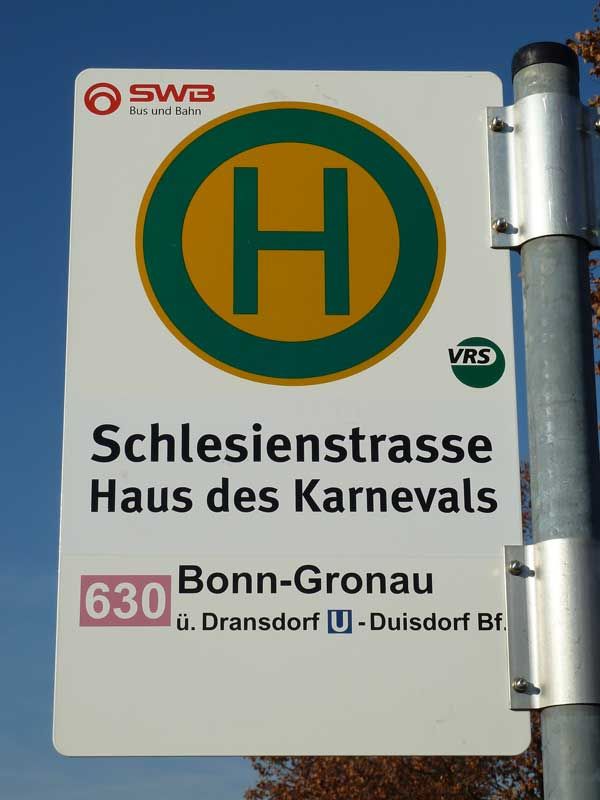 SWB
Bus und Bahn
H
VRS
Schlesienstrasse
Haus des Karnevals
630 Bonn-Gronau
ü. Dransdorf U - Duisdorf Bf.